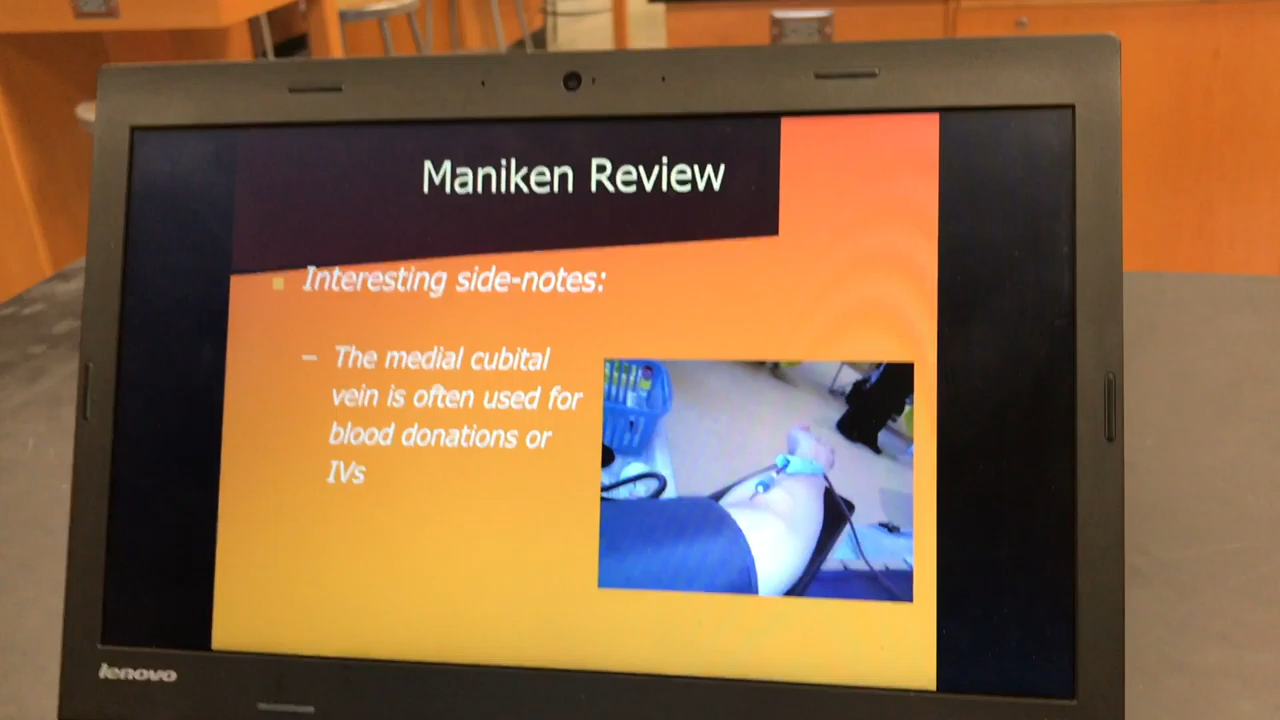 Maniken Review
Interesting side-notes:
– The medial cubital
vein is often used for
blood donations or
IVs
lenovo